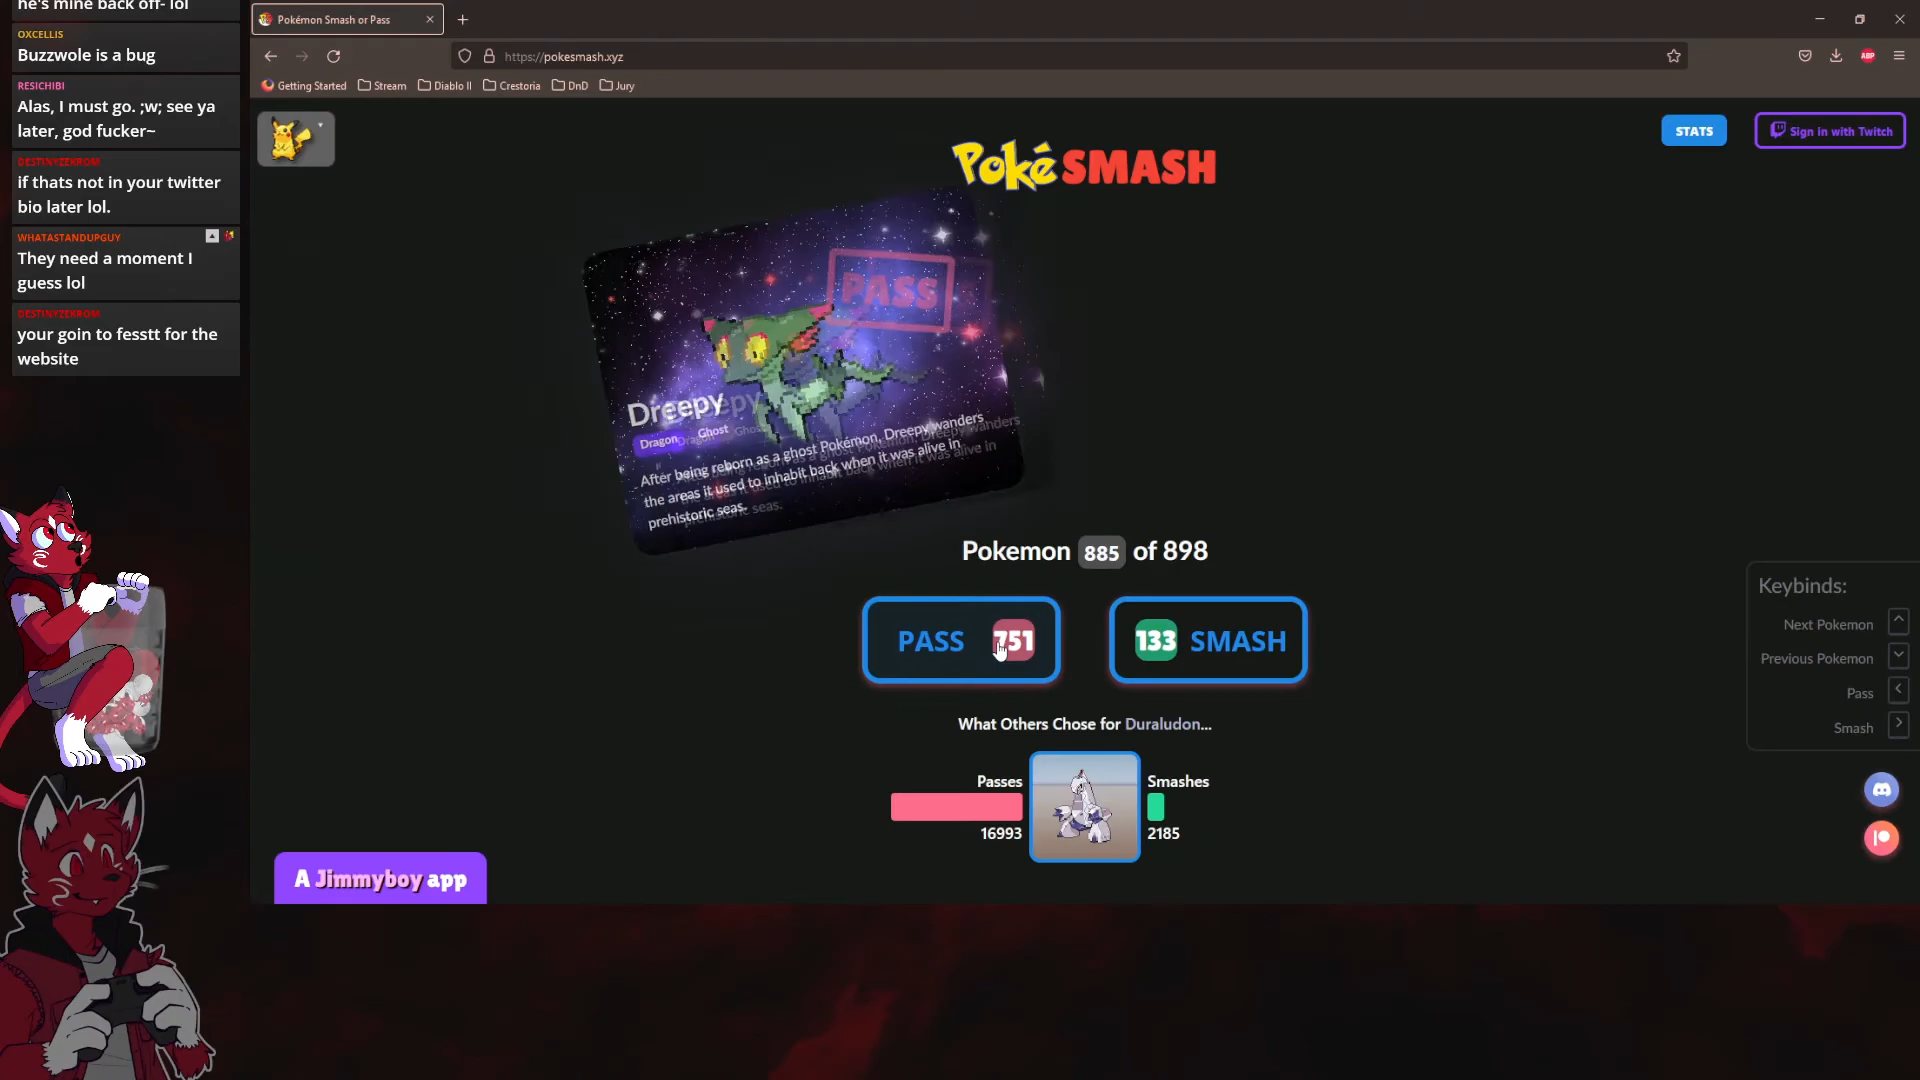 he's mine back off- lol
OXCELLIS
Buzzwole is a bug
RESICHIBI
Alas, I must go. ;w; see ya
later, god fucker~
DESTINYZEKROM
if thats not in your twitter
bio later lol.
WHATASTANDUPGUY
They need a moment I
guess lol
DESTINYZEKROM
your goin to fesstt for the
website
Pokémon Smash or Pass
https://pokesmash.xyz
Getting Started
Stream
Diablo II
Crestoria
DnD
Jury
ABP
STATS
Sign in with Twitch
Poké SMASH
PASS
Dreepy
Dragon Ghost
After being reborn as a ghost Pokémon, Dreepy wanders
the areas it used to inhabit back when it was alive in
prehistoric seas.
Pokemon 885 of 898
PASS 751
133 SMASH
What Others Chose for Duraludon...
Passes
16993
Smashes
2185
Keybinds:
Next Pokemon
Previous Pokemon
Pass
Smash
A Jimmyboy app